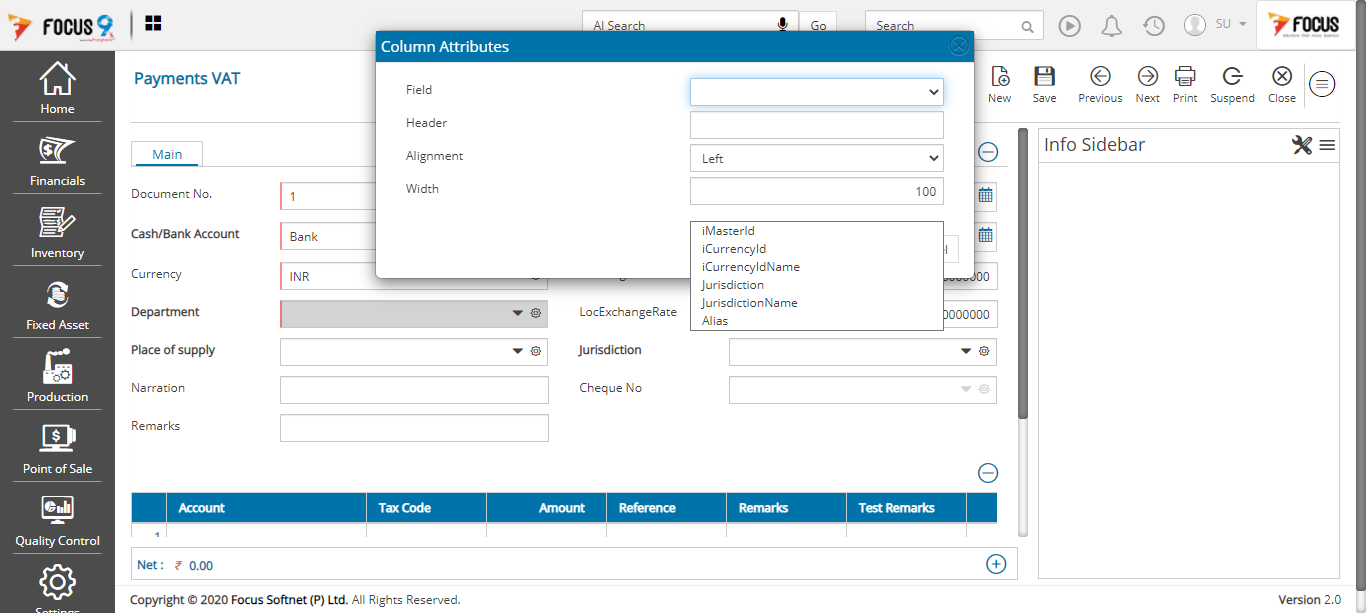 FOCUS 9
AI Search
Go
Search
SU
FOCUS
Column Attributes
Field
Header
Alignment
Left
Width
100
iMasterId
iCurrencyId
iCurrencyIdName
Jurisdiction
JurisdictionName
Alias
Home
Financials
Inventory
Fixed Asset
Production
Point of Sale
Quality Control
Settings
Payments VAT
New
Save
Previous
Next
Print
Suspend
Close
Main
Document No.
1
Cash/Bank Account
Bank
Currency
INR
Department
LocExchangeRate
Place of supply
Jurisdiction
Narration
Cheque No
Remarks
Info Sidebar
Account
Tax Code
Amount
Reference
Remarks
Test Remarks
1
Net : ₹ 0.00
Copyright © 2020 Focus Softnet (P) Ltd. All Rights Reserved.
Version 2.0